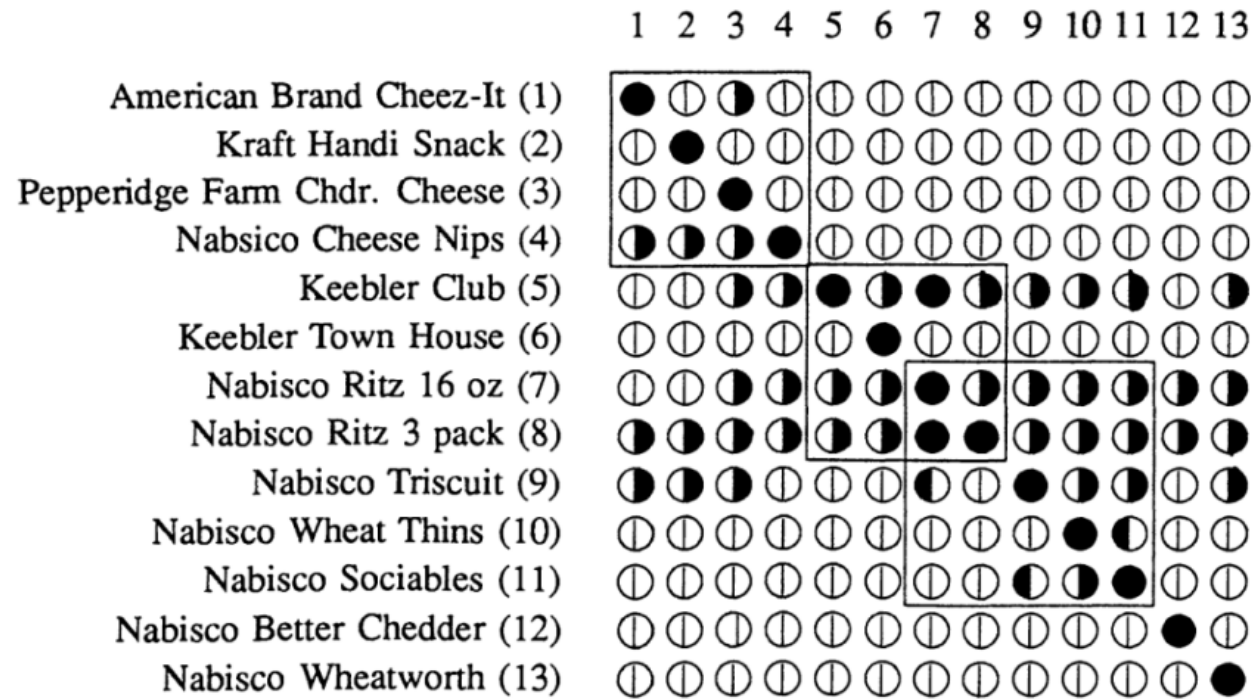 1 2 3 4 5 6 7 8 9 10 11 12 13
American Brand Cheez-It (1)
Kraft Handi Snack (2)
Pepperidge Farm Chdr. Cheese (3)
Nabsico Cheese Nips (4)
Keebler Club (5)
Keebler Town House (6)
Nabisco Ritz 16 oz (7)
Nabisco Ritz 3 pack (8)
Nabisco Triscuit (9)
Nabisco Wheat Thins (10)
Nabisco Sociables (11)
Nabisco Better Chedder (12)
Nabisco Wheatworth (13)